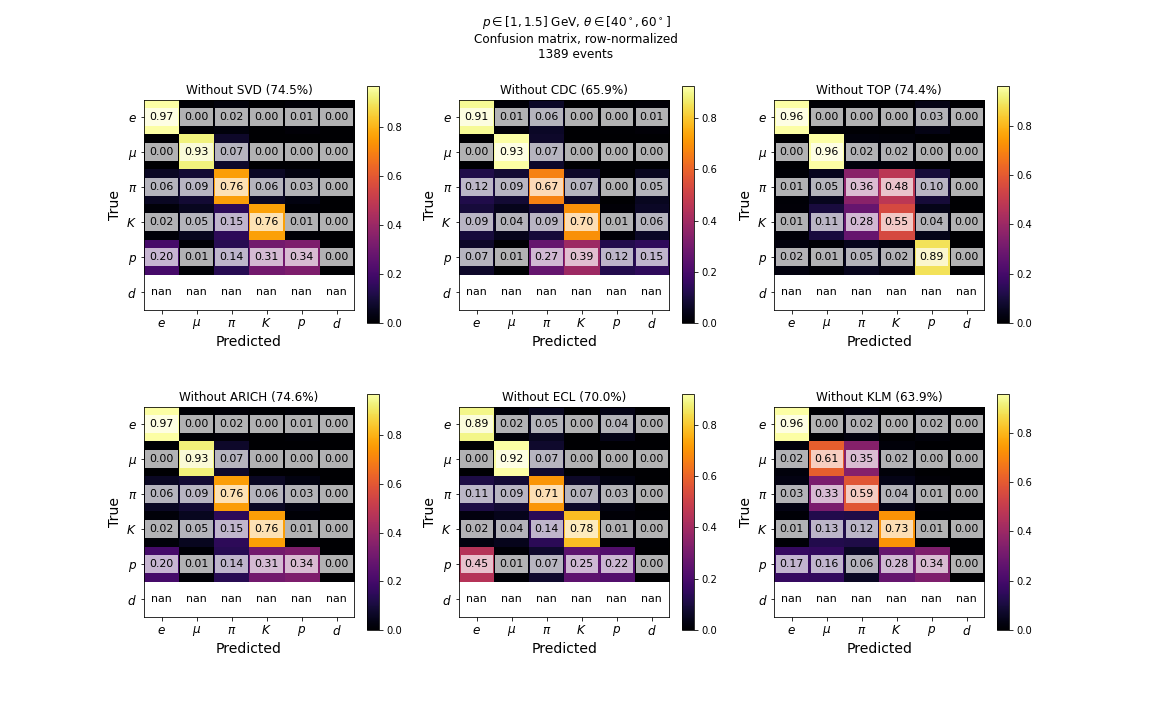 p ∈ [1, 1.5] GeV, θ ∈ [40°, 60°]
Confusion matrix, row-normalized
1389 events
Without SVD (74.5%)
e 0.97 0.00 0.02 0.00 0.01 0.00
μ 0.00 0.93 0.07 0.00 0.00 0.00
π 0.06 0.09 0.76 0.06 0.03 0.00
K 0.02 0.05 0.15 0.76 0.01 0.00
p 0.20 0.01 0.14 0.31 0.34 0.00
d nan nan nan nan nan nan
e μ π K p d
Predicted
True
0.8
0.6
0.4
0.2
0.0
Without CDC (65.9%)
e 0.91 0.01 0.06 0.00 0.00 0.01
μ 0.00 0.93 0.07 0.00 0.00 0.00
π 0.12 0.09 0.67 0.07 0.00 0.05
K 0.09 0.04 0.09 0.70 0.01 0.06
p 0.07 0.01 0.27 0.39 0.12 0.15
d nan nan nan nan nan nan
e μ π K p d
Predicted
True
0.8
0.6
0.4
0.2
0.0
Without TOP (74.4%)
e 0.96 0.00 0.00 0.00 0.03 0.00
μ 0.00 0.96 0.02 0.02 0.00 0.00
π 0.01 0.05 0.36 0.48 0.10 0.00
K 0.01 0.11 0.28 0.55 0.04 0.00
p 0.02 0.01 0.05 0.02 0.89 0.00
d nan nan nan nan nan nan
e μ π K p d
Predicted
True
0.8
0.6
0.4
0.2
0.0
Without ARICH (74.6%)
e 0.97 0.00 0.02 0.00 0.01 0.00
μ 0.00 0.93 0.07 0.00 0.00 0.00
π 0.06 0.09 0.76 0.06 0.03 0.00
K 0.02 0.05 0.15 0.76 0.01 0.00
p 0.20 0.01 0.14 0.31 0.34 0.00
d nan nan nan nan nan nan
e μ π K p d
Predicted
True
0.8
0.6
0.4
0.2
0.0
Without ECL (70.0%)
e 0.89 0.02 0.05 0.00 0.04 0.00
μ 0.00 0.92 0.07 0.00 0.00 0.00
π 0.11 0.09 0.71 0.07 0.03 0.00
K 0.02 0.04 0.14 0.78 0.01 0.00
p 0.45 0.01 0.07 0.25 0.22 0.00
d nan nan nan nan nan nan
e μ π K p d
Predicted
True
0.8
0.6
0.4
0.2
0.0
Without KLM (63.9%)
e 0.96 0.00 0.02 0.00 0.02 0.00
μ 0.02 0.61 0.35 0.02 0.00 0.00
π 0.03 0.33 0.59 0.04 0.01 0.00
K 0.01 0.13 0.12 0.73 0.01 0.00
p 0.17 0.16 0.06 0.28 0.34 0.00
d nan nan nan nan nan nan
e μ π K p d
Predicted
True
0.8
0.6
0.4
0.2
0.0